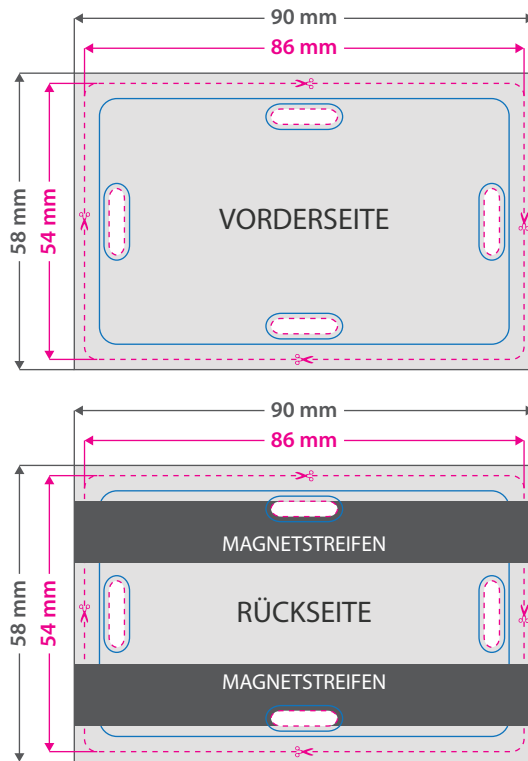 90 mm
86 mm
58 mm
54 mm
VORDERSEITE
90 mm
86 mm
58 mm
54 mm
MAGNETSTREIFEN
RÜCKSEITE
MAGNETSTREIFEN